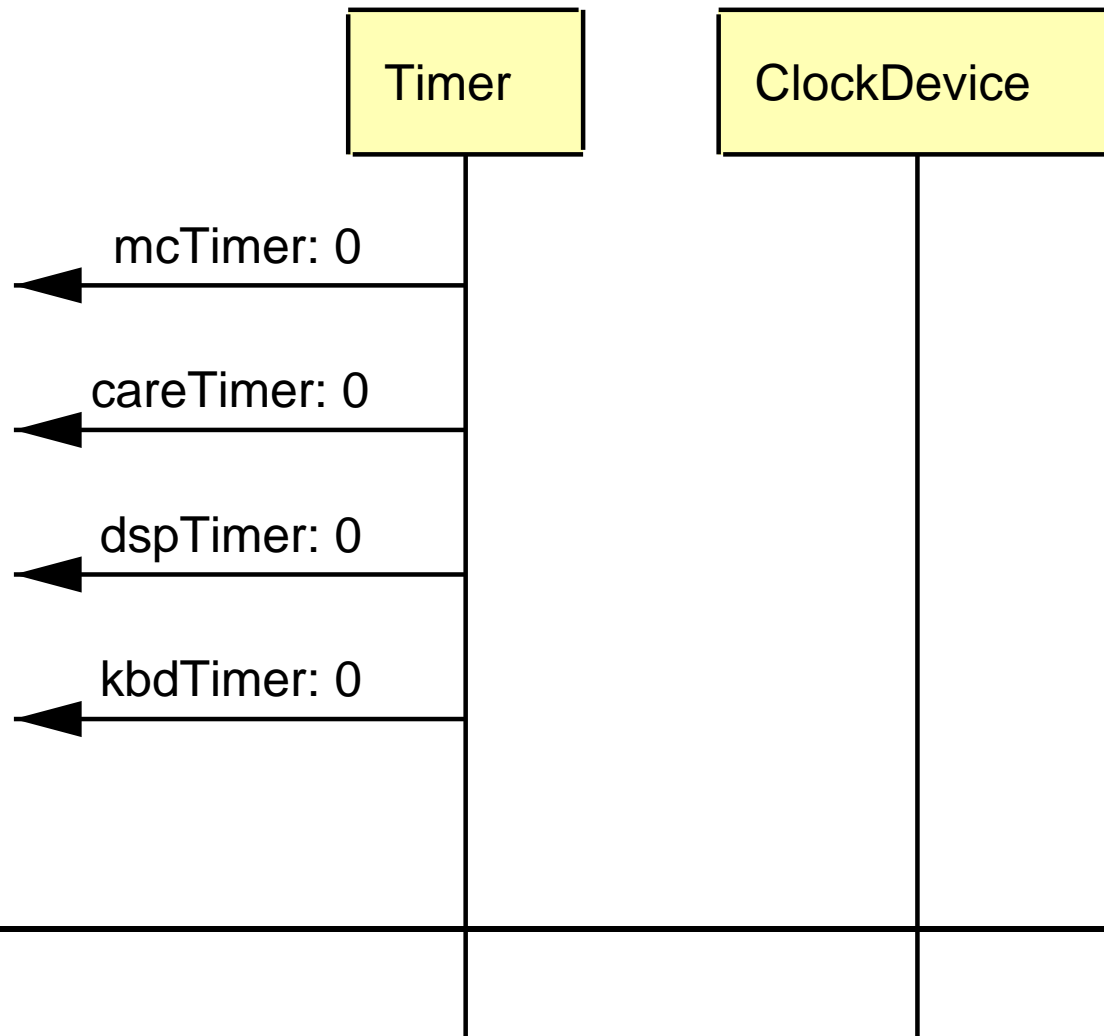 Timer
ClockDevice
mcTimer: 0
careTimer: 0
dspTimer: 0
kbdTimer: 0